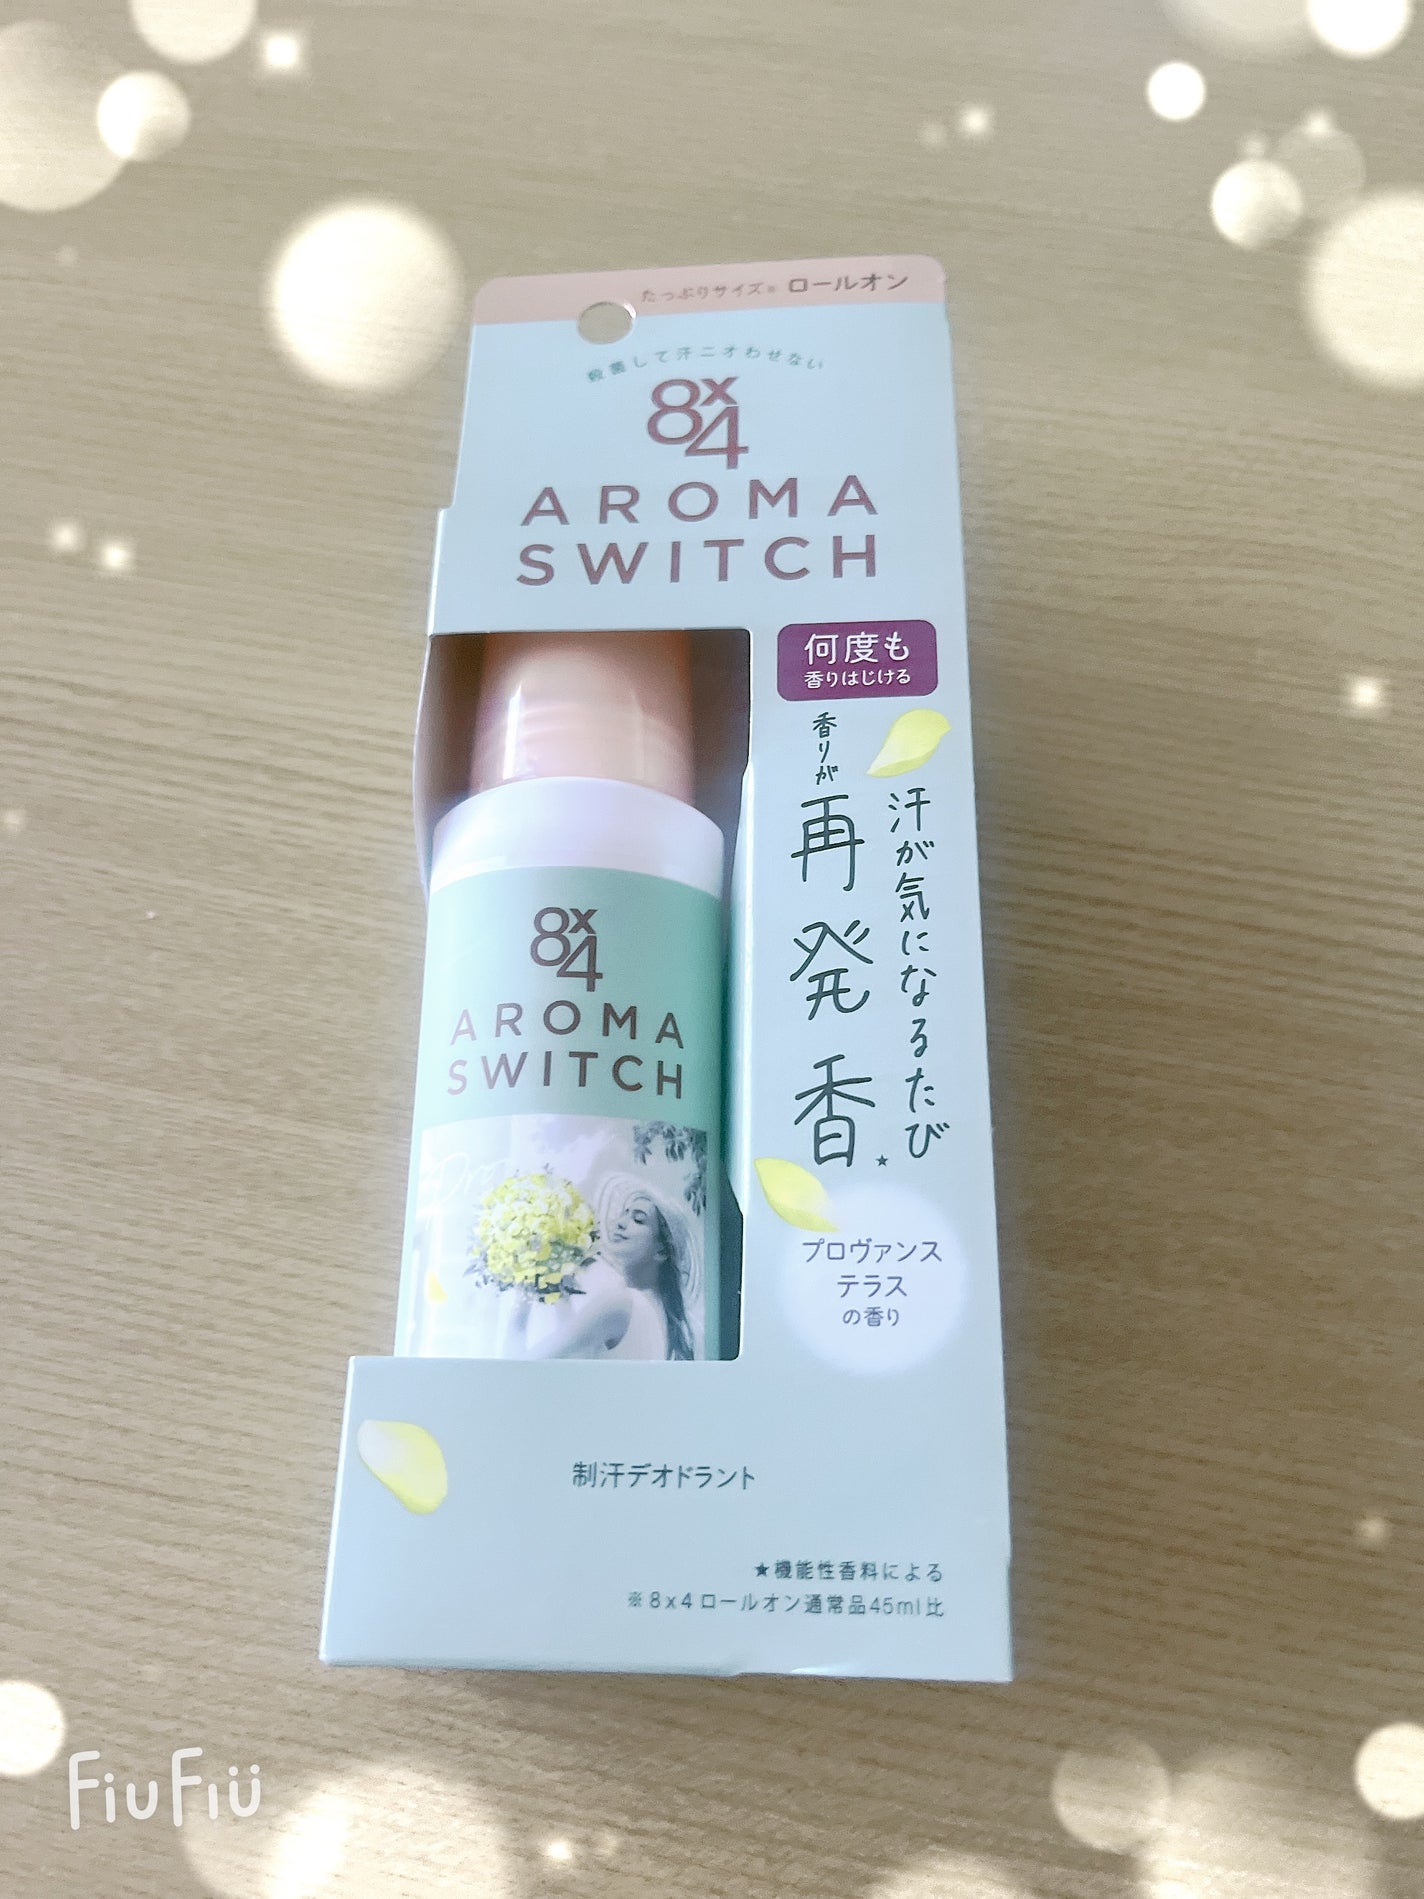 たっぷりサイズ※ ロールオン
殺菌して汗ニオわせない
8x4
AROMA
SWITCH
何度も
香りはじける
汗が気になるたび
香りが再発香★
8x4
AROMA
SWITCH
プロヴァンス
テラス
の香り
制汗デオドラント
★機能性香料による
※8x4ロールオン通常品45ml比
FiuFiü